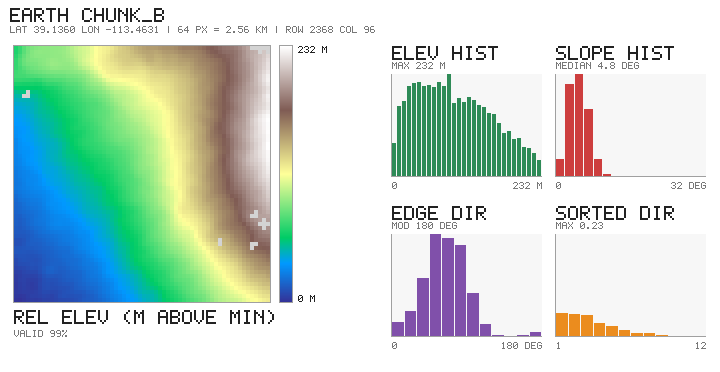 EARTH CHUNK_B
LAT 39.1360 LON -113.4631 | 64 PX = 2.56 KM | ROW 2368 COL 96
232 M
0 M
REL ELEV (M ABOVE MIN)
VALID 99%
ELEV HIST
MAX 232 M
0 232 M
SLOPE HIST
MEDIAN 4.8 DEG
0 32 DEG
EDGE DIR
MOD 180 DEG
0 180 DEG
SORTED DIR
MAX 0.23
1 12